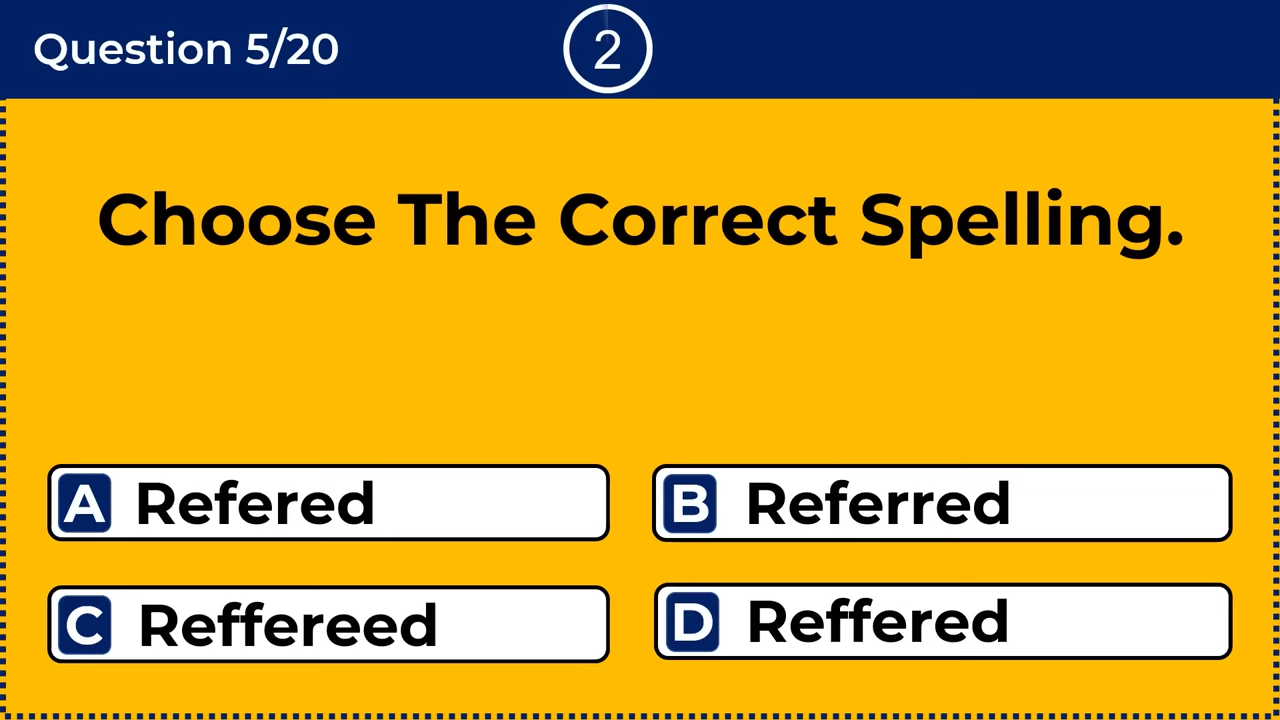 Question 5/20
2
Choose The Correct Spelling.
A Refered
B Referred
C Reffereed
D Reffered